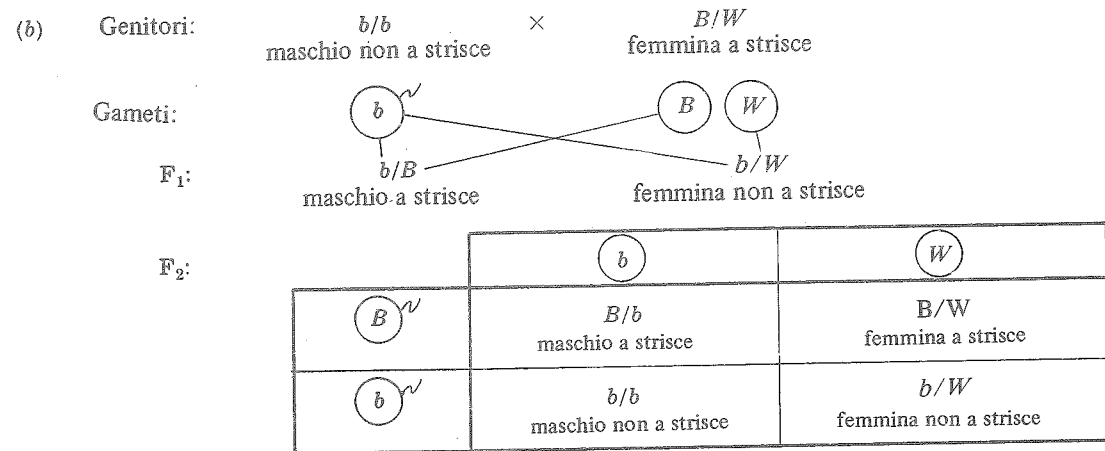 (b) Genitori: b/b × B/W
maschio non a strisce femmina a strisce
Gameti: b B W
F₁: b/B b/W
maschio a strisce femmina non a strisce
F₂: b W
B B/b B/W
maschio a strisce femmina a strisce
b b/b b/W
maschio non a strisce femmina non a strisce